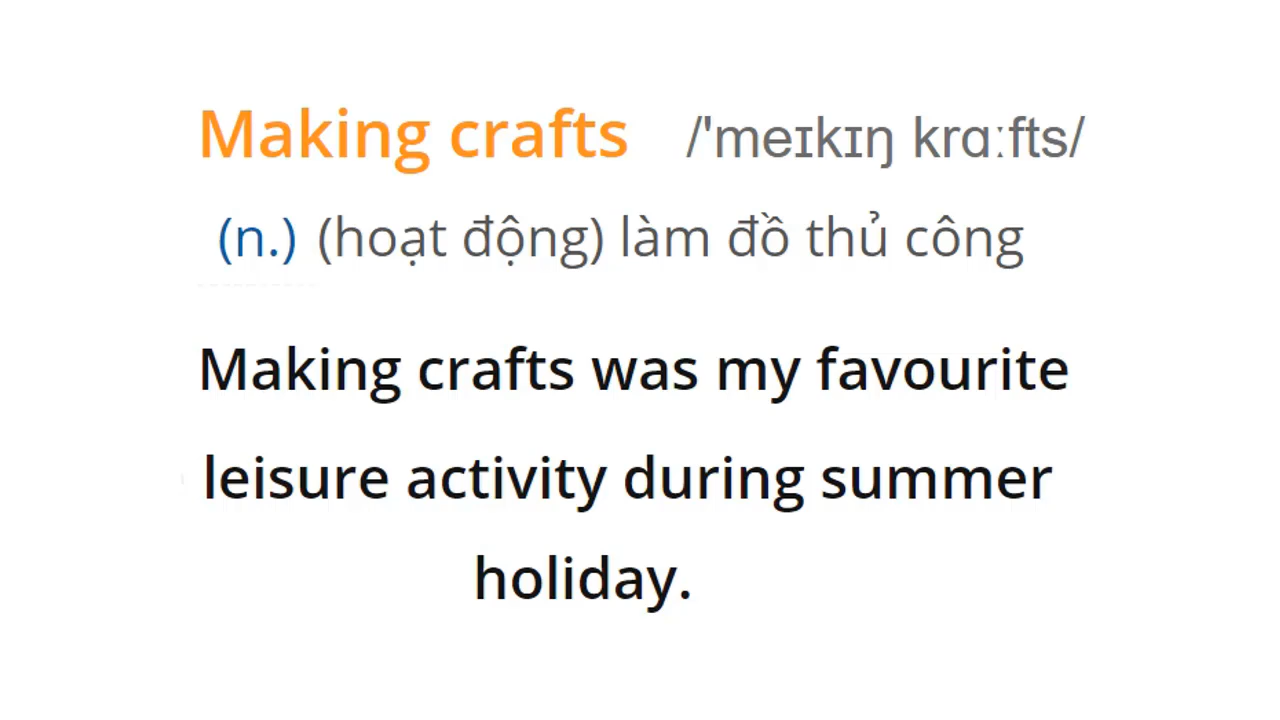 Making crafts /ˈmeɪkɪŋ krɑːfts/
(n.) (hoạt động) làm đồ thủ công
Making crafts was my favourite
leisure activity during summer
holiday.